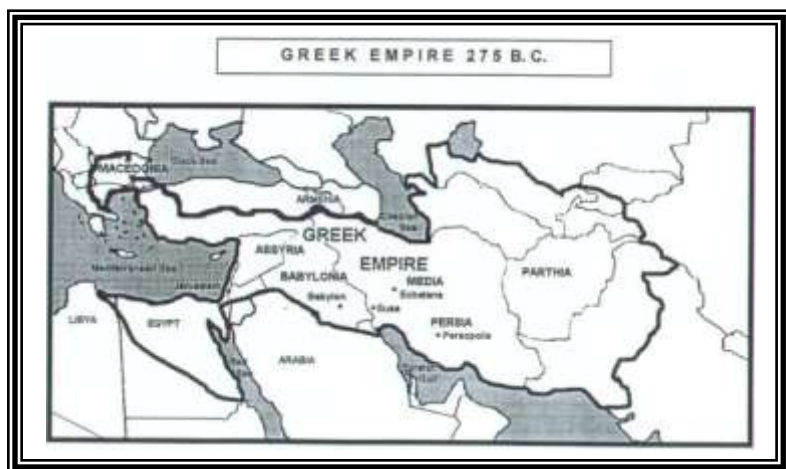 GREEK EMPIRE 275 B.C.
Black Sea
MACEDONIA
ARMENIA
Caspian
Sea
GREEK
ASSYRIA
EMPIRE
Mediterranean Sea
BABYLONIA
MEDIA
PARTHIA
Jerusalem
Ecbatana
Babylon
Susa
LIBYA
EGYPT
PERSIA
Persepolis
ARABIA
Red
Sea
Persian
Gulf